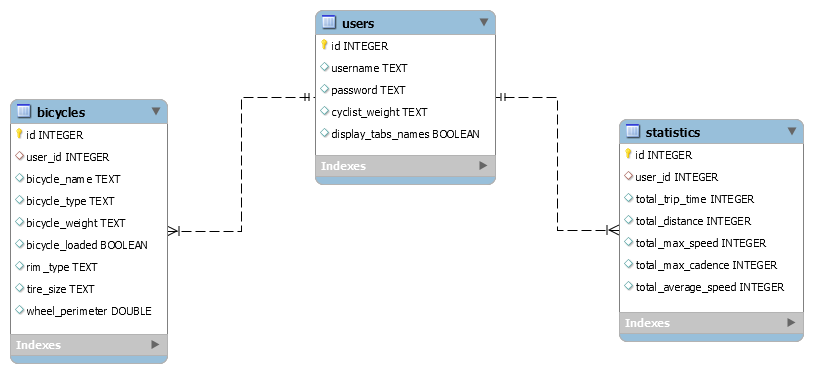 users
id INTEGER
username TEXT
password TEXT
cyclist_weight TEXT
display_tabs_names BOOLEAN
Indexes
bicycles
id INTEGER
user_id INTEGER
bicycle_name TEXT
bicycle_type TEXT
bicycle_weight TEXT
bicycle_loaded BOOLEAN
rim _type TEXT
tire_size TEXT
wheel_perimeter DOUBLE
Indexes
statistics
id INTEGER
user_id INTEGER
total_trip_time INTEGER
total_distance INTEGER
total_max_speed INTEGER
total_max_cadence INTEGER
total_average_speed INTEGER
Indexes